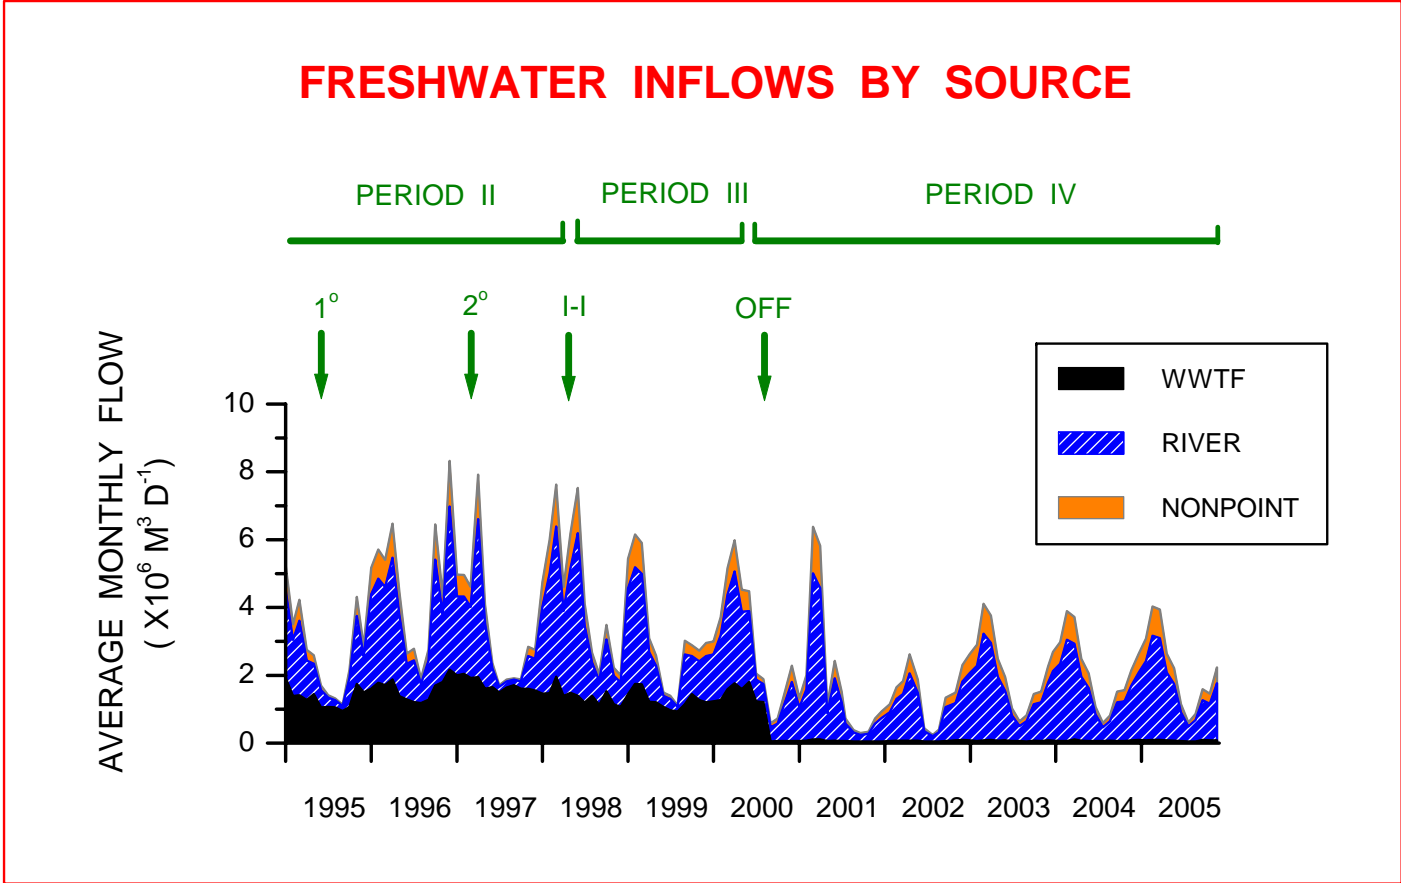 FRESHWATER INFLOWS BY SOURCE
PERIOD II PERIOD III PERIOD IV
1° 2° I-I OFF
AVERAGE MONTHLY FLOW
( X10⁶ M³ D⁻¹)
WWTF
RIVER
NONPOINT
10
8
6
4
2
0
1995 1996 1997 1998 1999 2000 2001 2002 2003 2004 2005